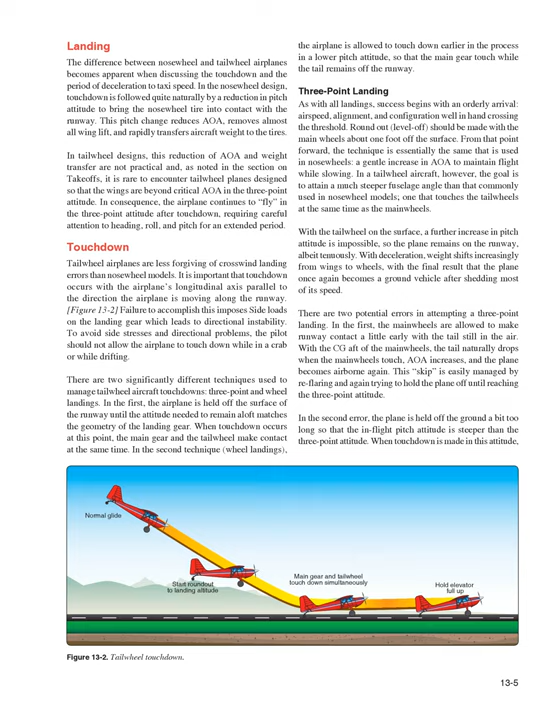 Landing
The difference between nosewheel and tailwheel airplanes
becomes apparent when discussing the touchdown and the
period of deceleration to taxi speed. In the nosewheel design,
touchdown is followed quite naturally by a reduction in pitch
attitude to bring the nosewheel tire into contact with the
runway. This pitch change reduces AOA, removes almost
all wing lift, and rapidly transfers aircraft weight to the tires.
In tailwheel designs, this reduction of AOA and weight
transfer are not practical and, as noted in the section on
Takeoffs, it is rare to encounter tailwheel planes designed
so that the wings are beyond critical AOA in the three-point
attitude. In consequence, the airplane continues to “fly” in
the three-point attitude after touchdown, requiring careful
attention to heading, roll, and pitch for an extended period.
Touchdown
Tailwheel airplanes are less forgiving of crosswind landing
errors than nosewheel models. It is important that touchdown
occurs with the airplane’s longitudinal axis parallel to
the direction the airplane is moving along the runway.
[Figure 13-2] Failure to accomplish this imposes Side loads
on the landing gear which leads to directional instability.
To avoid side stresses and directional problems, the pilot
should not allow the airplane to touch down while in a crab
or while drifting.
There are two significantly different techniques used to
manage tailwheel aircraft touchdowns: three-point and wheel
landings. In the first, the airplane is held off the surface of
the runway until the attitude needed to remain aloft matches
the geometry of the landing gear. When touchdown occurs
at this point, the main gear and the tailwheel make contact
at the same time. In the second technique (wheel landings),
the airplane is allowed to touch down earlier in the process
in a lower pitch attitude, so that the main gear touch while
the tail remains off the runway.
Three-Point Landing
As with all landings, success begins with an orderly arrival:
airspeed, alignment, and configuration well in hand crossing
the threshold. Round out (level-off) should be made with the
main wheels about one foot off the surface. From that point
forward, the technique is essentially the same that is used
in nosewheels: a gentle increase in AOA to maintain flight
while slowing. In a tailwheel aircraft, however, the goal is
to attain a much steeper fuselage angle than that commonly
used in nosewheel models; one that touches the tailwheels
at the same time as the mainwheels.
With the tailwheel on the surface, a further increase in pitch
attitude is impossible, so the plane remains on the runway,
albeit tenuously. With deceleration, weight shifts increasingly
from wings to wheels, with the final result that the plane
once again becomes a ground vehicle after shedding most
of its speed.
There are two potential errors in attempting a three-point
landing. In the first, the mainwheels are allowed to make
runway contact a little early with the tail still in the air.
With the CG aft of the mainwheels, the tail naturally drops
when the mainwheels touch, AOA increases, and the plane
becomes airborne again. This “skip” is easily managed by
re-flaring and again trying to hold the plane off until reaching
the three-point attitude.
In the second error, the plane is held off the ground a bit too
long so that the in-flight pitch attitude is steeper than the
three-point attitude. When touchdown is made in this attitude,
Normal glide
Start roundout
to landing altitude
Main gear and tailwheel
touch down simultaneously
Hold elevator
full up
Figure 13-2. Tailwheel touchdown.
13-5